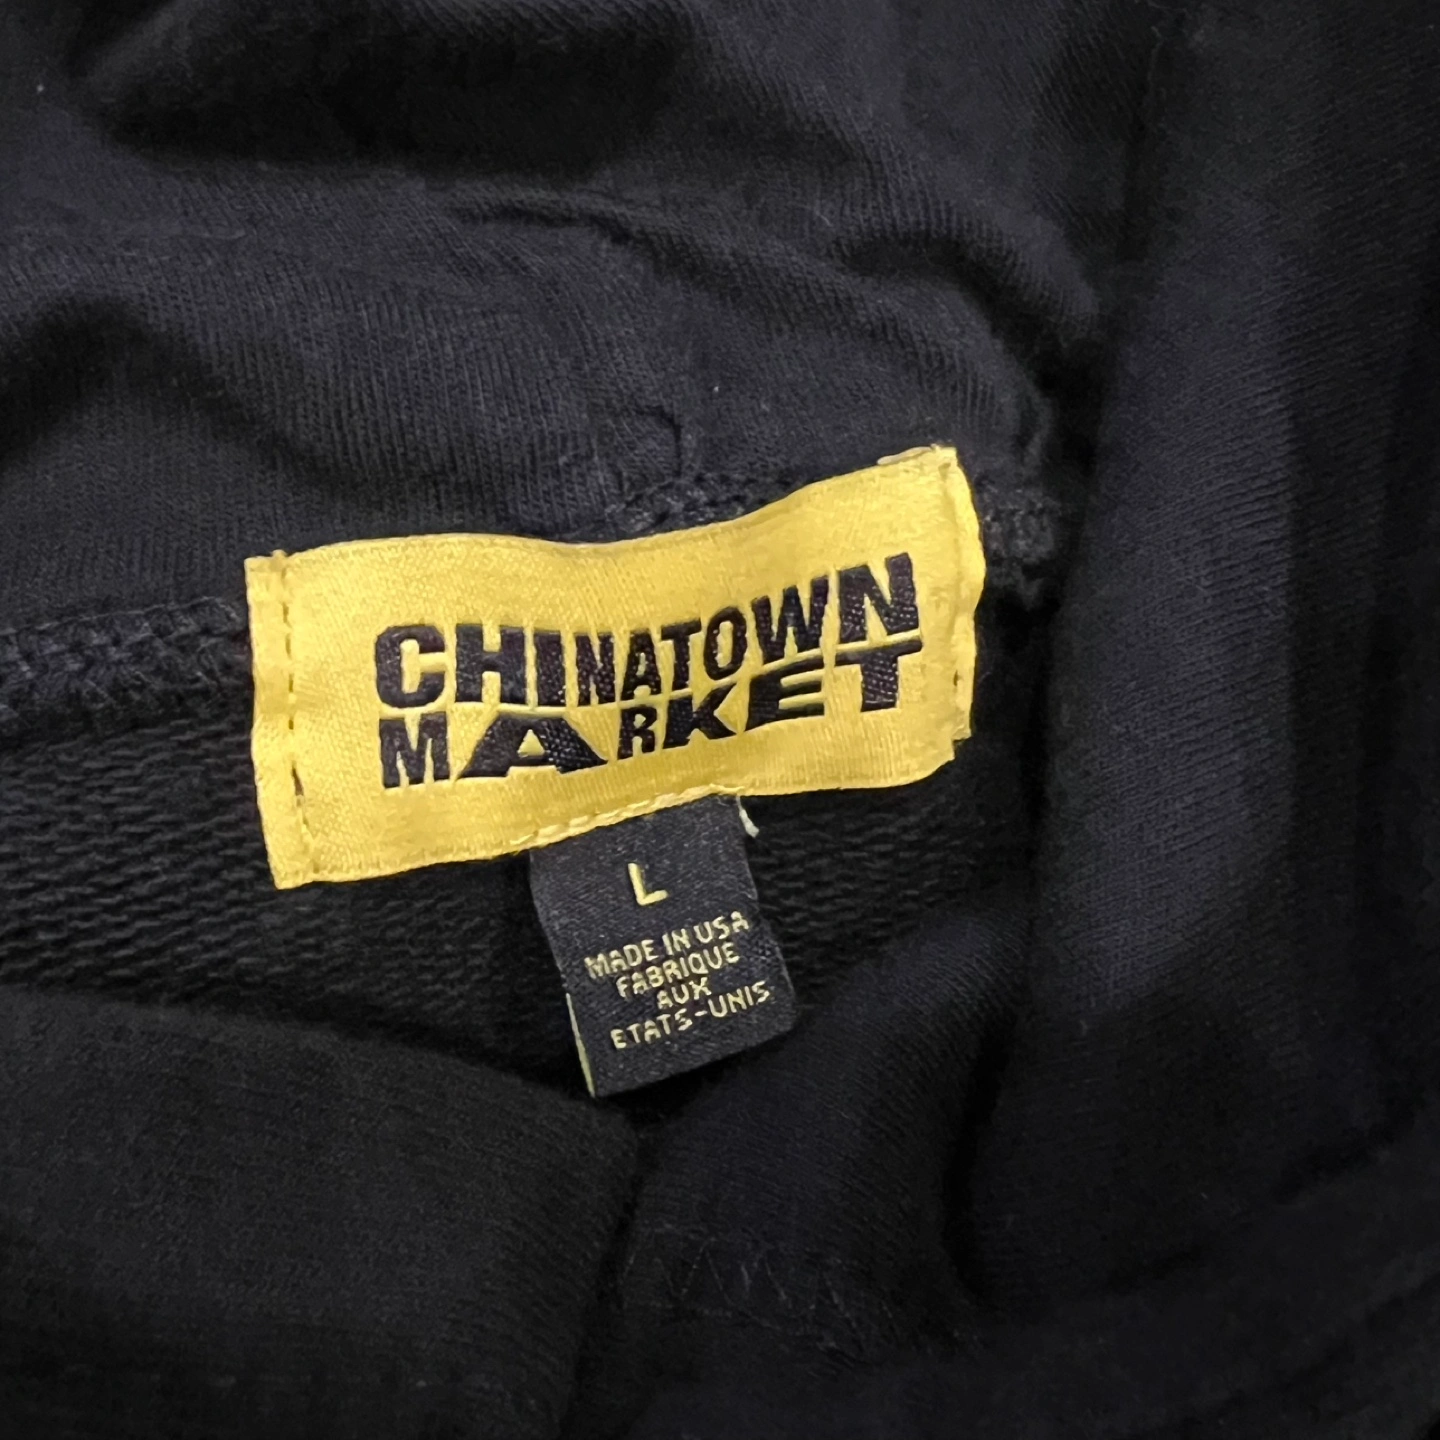 CHINATOWN
MARKET
L
MADE IN USA
FABRIQUE
AUX
ETATS-UNIS